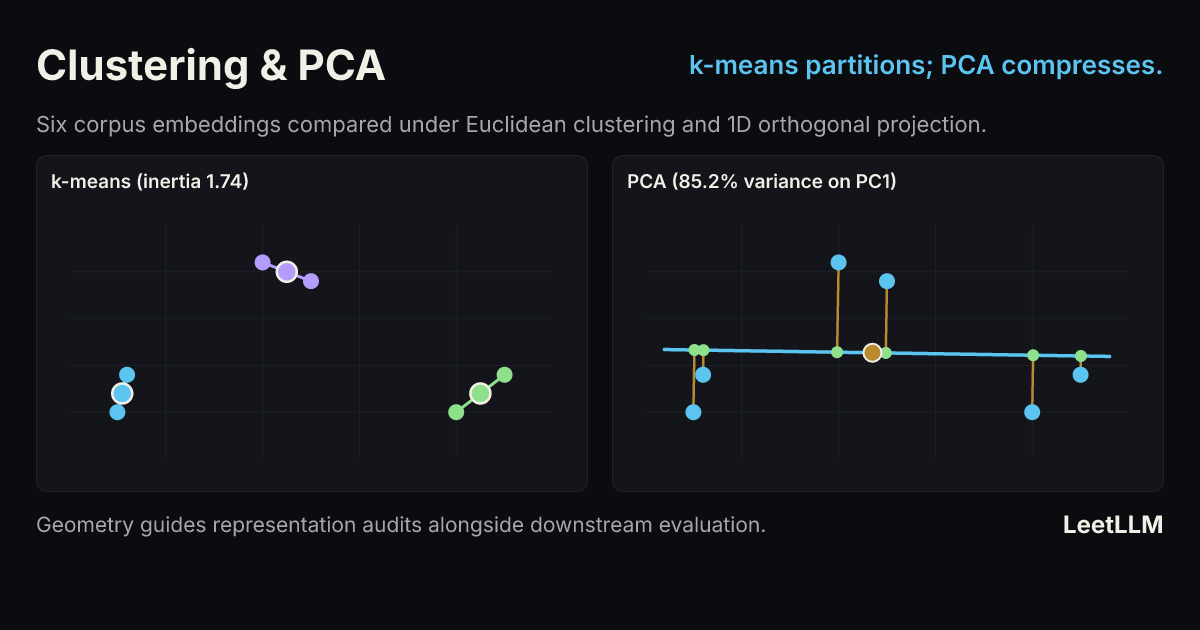 Clustering & PCA
k-means partitions; PCA compresses.
Six corpus embeddings compared under Euclidean clustering and 1D orthogonal projection.
k-means (inertia 1.74)
PCA (85.2% variance on PC1)
Geometry guides representation audits alongside downstream evaluation.
LeetLLM